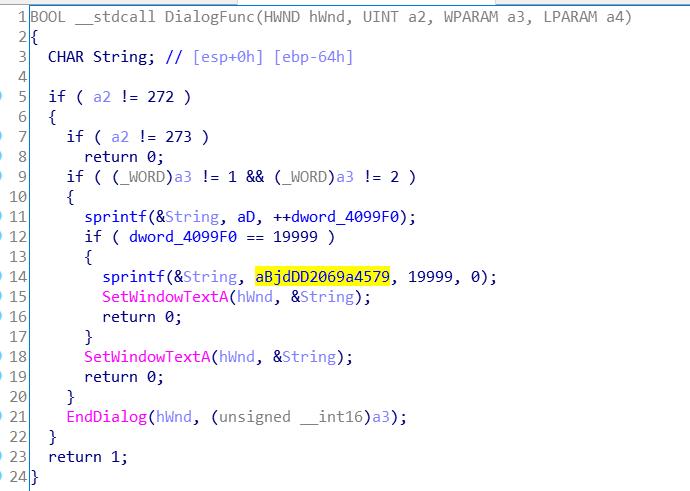 1 BOOL __stdcall DialogFunc(HWND hWnd, UINT a2, WPARAM a3, LPARAM a4)
2 {
3   CHAR String; // [esp+0h] [ebp-64h]
4
5   if ( a2 != 272 )
6   {
7     if ( a2 != 273 )
8       return 0;
9     if ( (_WORD)a3 != 1 && (_WORD)a3 != 2 )
10     {
11       sprintf(&String, aD, ++dword_4099F0);
12       if ( dword_4099F0 == 19999 )
13       {
14         sprintf(&String, aBjdDD2069a4579, 19999, 0);
15         SetWindowTextA(hWnd, &String);
16         return 0;
17       }
18       SetWindowTextA(hWnd, &String);
19       return 0;
20     }
21     EndDialog(hWnd, (unsigned __int16)a3);
22   }
23   return 1;
24 }